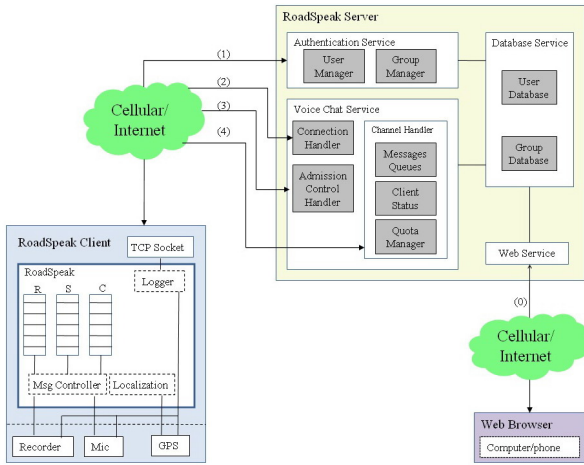 RoadSpeak Server
Authentication Service
User
Manager
Group
Manager
Database Service
User
Database
Group
Database
Voice Chat Service
Connection
Handler
Admission
Control
Handler
Channel Handler
Messages
Queues
Client
Status
Quota
Manager
Web Service
(1)
(2)
(3)
(4)
Cellular/
Internet
(0)
Cellular/
Internet
RoadSpeak Client
TCP Socket
RoadSpeak
Logger
R S C
Msg Controller
Localization
Recorder
Mic
GPS
Web Browser
Computer/phone